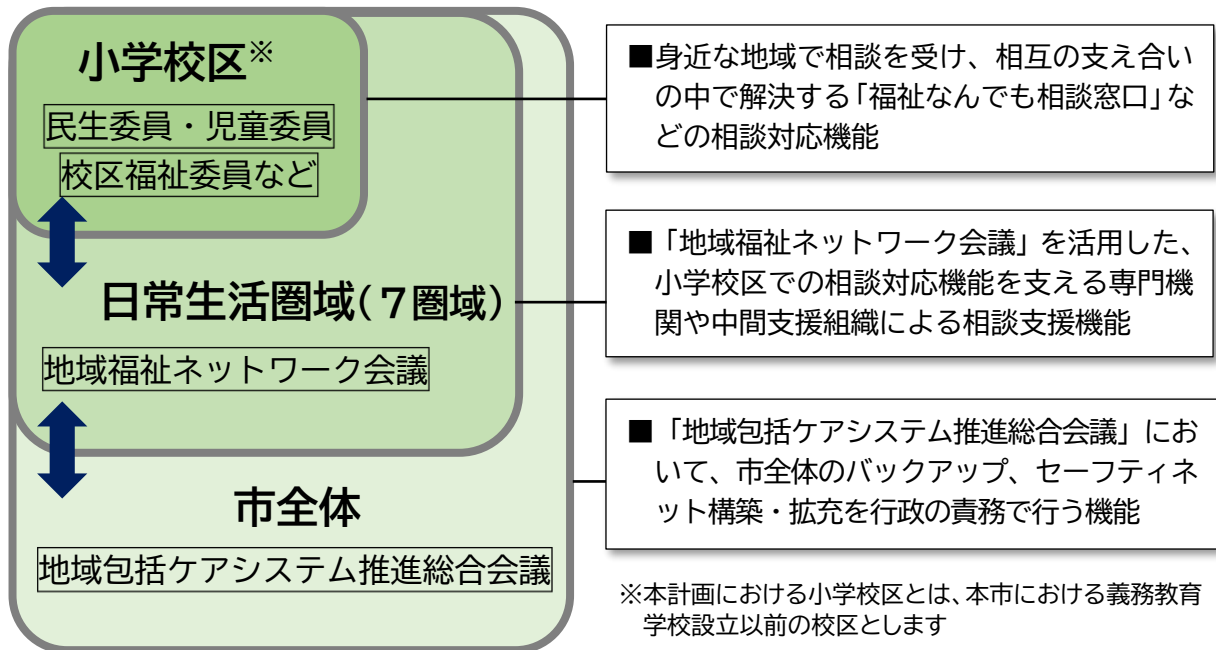 小学校区※
民生委員・児童委員
校区福祉委員など
日常生活圏域(７圏域)
地域福祉ネットワーク会議
市全体
地域包括ケアシステム推進総合会議
■身近な地域で相談を受け、相互の支え合い
の中で解決する「福祉なんでも相談窓口」な
どの相談対応機能
■「地域福祉ネットワーク会議」を活用した、
小学校区での相談対応機能を支える専門機
関や中間支援組織による相談支援機能
■「地域包括ケアシステム推進総合会議」にお
いて、市全体のバックアップ、セーフティネ
ット構築・拡充を行政の責務で行う機能
※本計画における小学校区とは、本市における義務教育
学校設立以前の校区とします